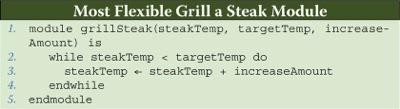 Most Flexible Grill a Steak Module
1. module grillSteak(steakTemp, targetTemp, increase-
Amount) is
2. while steakTemp < targetTemp do
3. steakTemp ← steakTemp + increaseAmount
4. endwhile
5. endmodule